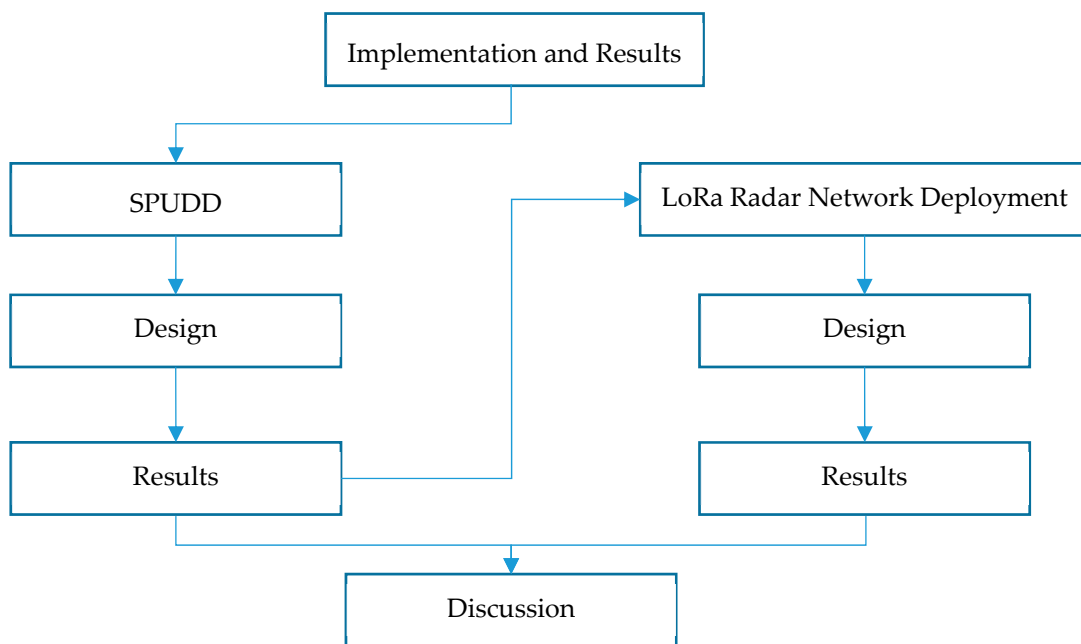 Implementation and Results
SPUDD
LoRa Radar Network Deployment
Design
Design
Results
Results
Discussion